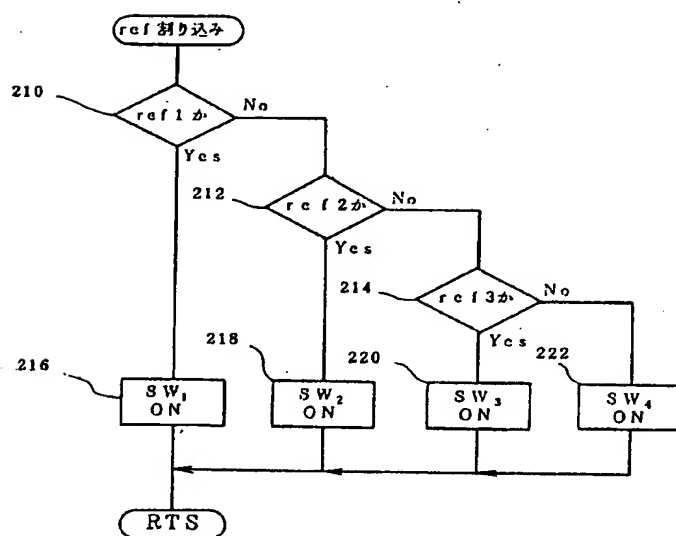 ref割り込み
210
ref1か
No
Yes
212
ref2か
No
Yes
214
ref3か
No
Yes
216
SW₁
ON
218
SW₂
ON
220
SW₃
ON
222
SW₄
ON
RTS